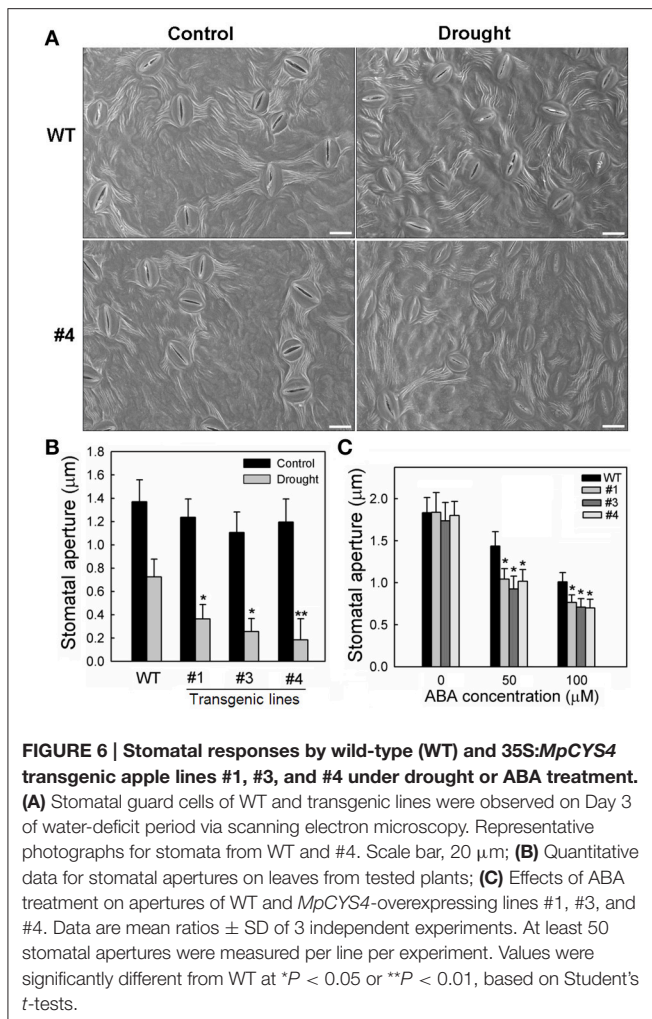 A
Control
Drought
WT
#4
B
1.8
1.6
1.4
1.2
1.0
0.8
0.6
0.4
0.2
0.0
Stomatal aperture (μm)
Control
Drought
*
*
**
WT
#1
#3
#4
Transgenic lines
C
2.0
1.5
1.0
0.5
0.0
Stomatal aperture (μm)
WT
#1
#3
#4
* * *
* * *
0
50
100
ABA concentration (μM)
FIGURE 6 | Stomatal responses by wild-type (WT) and 35S:MpCYS4
transgenic apple lines #1, #3, and #4 under drought or ABA treatment.
(A) Stomatal guard cells of WT and transgenic lines were observed on Day 3
of water-deficit period via scanning electron microscopy. Representative
photographs for stomata from WT and #4. Scale bar, 20 μm; (B) Quantitative
data for stomatal apertures on leaves from tested plants; (C) Effects of ABA
treatment on apertures of WT and MpCYS4-overexpressing lines #1, #3, and
#4. Data are mean ratios ± SD of 3 independent experiments. At least 50
stomatal apertures were measured per line per experiment. Values were
significantly different from WT at *P < 0.05 or **P < 0.01, based on Student's
t-tests.